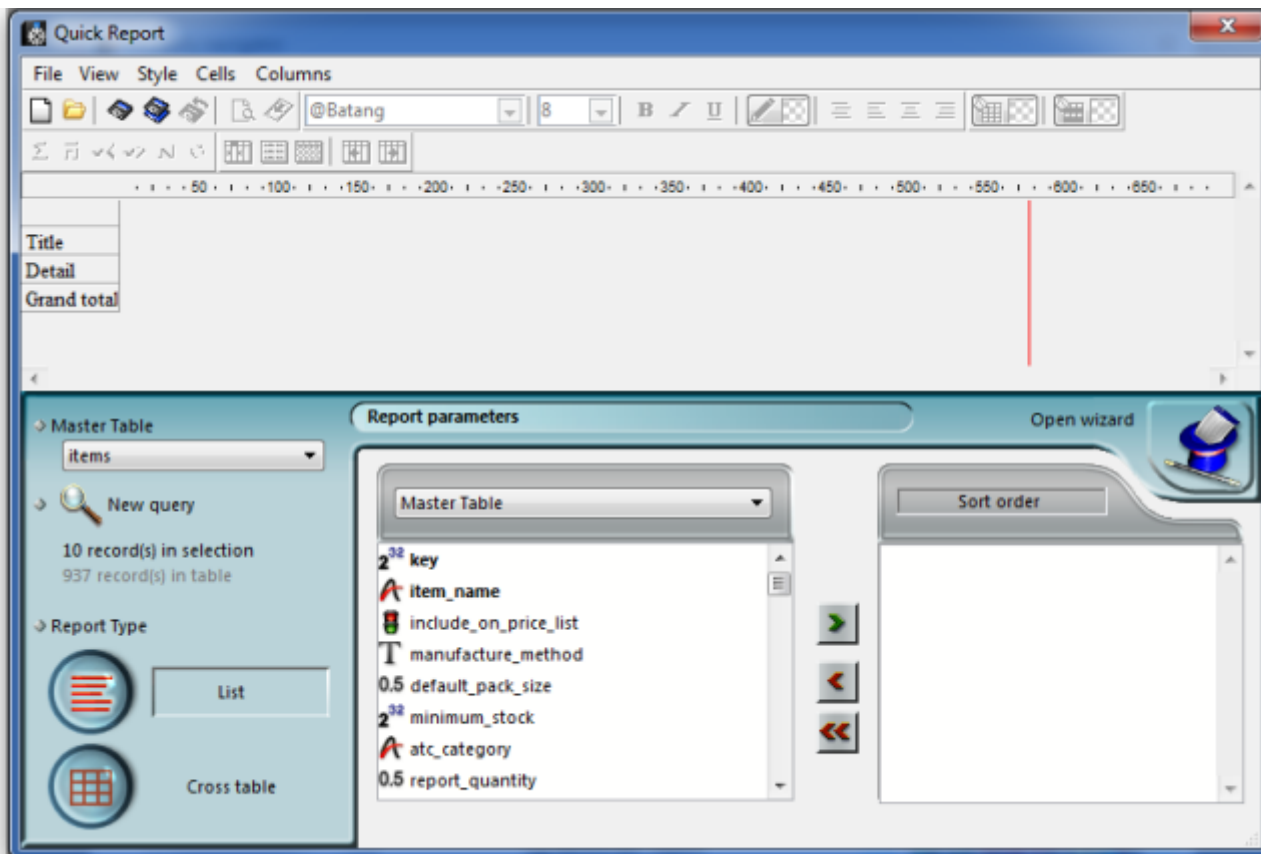 Quick Report
File View Style Cells Columns
@Batang 8 B I U
50 100 150 200 250 300 350 400 450 500 550 600 650
Title
Detail
Grand total
Master Table
items
New query
10 record(s) in selection
937 record(s) in table
Report Type
List
Cross table
Report parameters
Open wizard
Master Table
2³² key
A item_name
include_on_price_list
T manufacture_method
0.5 default_pack_size
2³² minimum_stock
A atc_category
0.5 report_quantity
Sort order